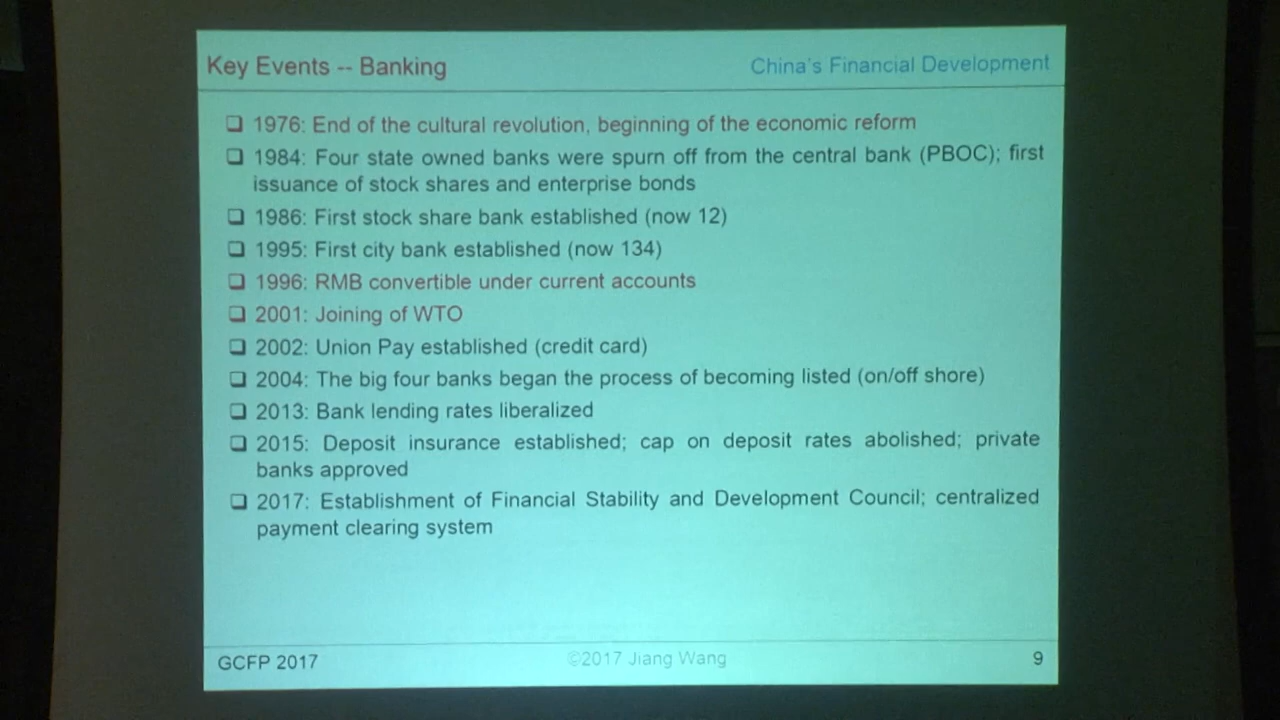 Key Events -- Banking
China's Financial Development
❑ 1976: End of the cultural revolution, beginning of the economic reform
❑ 1984: Four state owned banks were spurn off from the central bank (PBOC); first
issuance of stock shares and enterprise bonds
❑ 1986: First stock share bank established (now 12)
❑ 1995: First city bank established (now 134)
❑ 1996: RMB convertible under current accounts
❑ 2001: Joining of WTO
❑ 2002: Union Pay established (credit card)
❑ 2004: The big four banks began the process of becoming listed (on/off shore)
❑ 2013: Bank lending rates liberalized
❑ 2015: Deposit insurance established; cap on deposit rates abolished; private
banks approved
❑ 2017: Establishment of Financial Stability and Development Council; centralized
payment clearing system
GCFP 2017
©2017 Jiang Wang
9